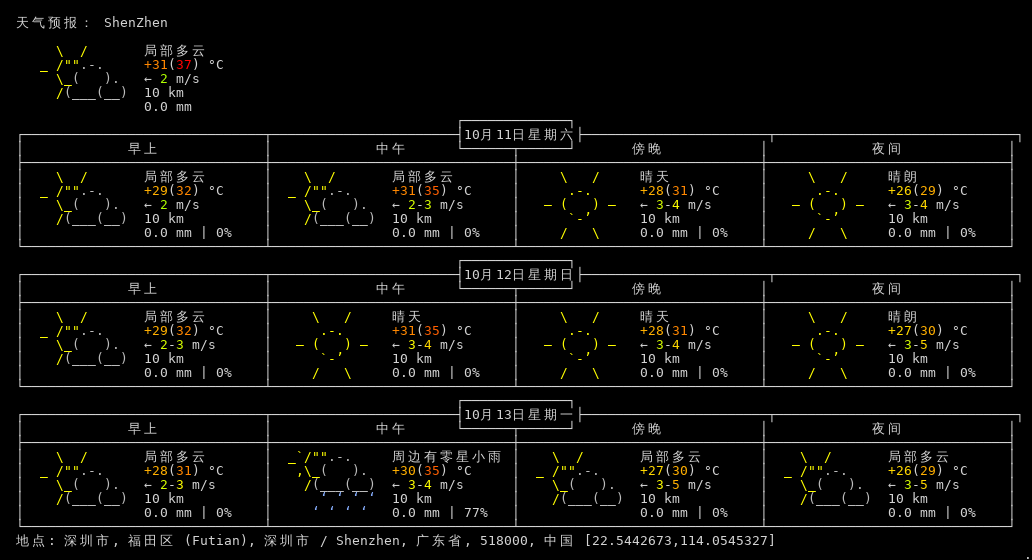 天气预报： ShenZhen
局部多云
+31(37) °C
← 2 m/s
10 km
0.0 mm
10月11日星期六
早上 中午 傍晚 夜间
局部多云 局部多云 晴天 晴朗
+29(32) °C +31(35) °C +28(31) °C +26(29) °C
← 2 m/s ← 2-3 m/s ← 3-4 m/s ← 3-4 m/s
10 km 10 km 10 km 10 km
0.0 mm | 0% 0.0 mm | 0% 0.0 mm | 0% 0.0 mm | 0%
10月12日星期日
早上 中午 傍晚 夜间
局部多云 晴天 晴天 晴朗
+29(32) °C +31(35) °C +28(31) °C +27(30) °C
← 2-3 m/s ← 3-4 m/s ← 3-4 m/s ← 3-5 m/s
10 km 10 km 10 km 10 km
0.0 mm | 0% 0.0 mm | 0% 0.0 mm | 0% 0.0 mm | 0%
10月13日星期一
早上 中午 傍晚 夜间
局部多云 周边有零星小雨 局部多云 局部多云
+28(31) °C +30(35) °C +27(30) °C +26(29) °C
← 2-3 m/s ← 3-4 m/s ← 3-5 m/s ← 3-5 m/s
10 km 10 km 10 km 10 km
0.0 mm | 0% 0.0 mm | 77% 0.0 mm | 0% 0.0 mm | 0%
地点: 深圳市, 福田区 (Futian), 深圳市 / Shenzhen, 广东省, 518000, 中国 [22.5442673,114.0545327]